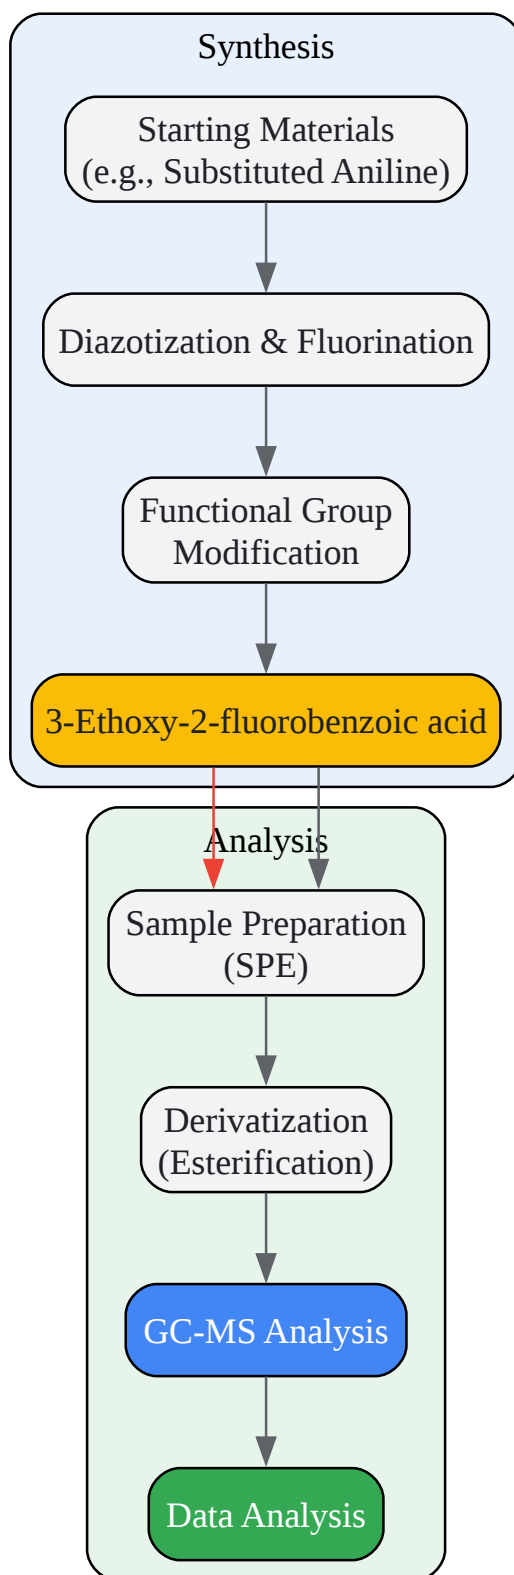 Synthesis
Starting Materials
(e.g., Substituted Aniline)
Diazotization & Fluorination
Functional Group
Modification
3-Ethoxy-2-fluorobenzoic acid
Analysis
Sample Preparation
(SPE)
Derivatization
(Esterification)
GC-MS Analysis
Data Analysis